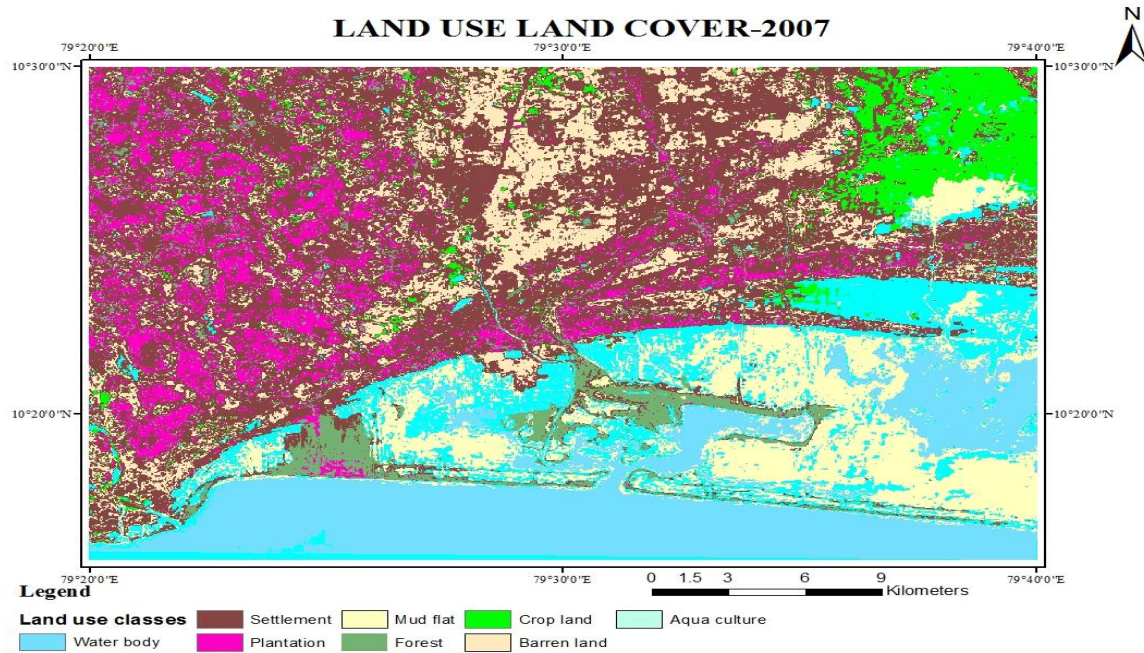 LAND USE LAND COVER-2007
N
79°20'0"E 79°30'0"E 79°40'0"E
10°30'0"N 10°30'0"N
10°20'0"N 10°20'0"N
79°20'0"E 79°30'0"E 79°40'0"E
Legend
0 1.5 3 6 9
Kilometers
Land use classes Settlement Mud flat Crop land Aqua culture
Water body Plantation Forest Barren land